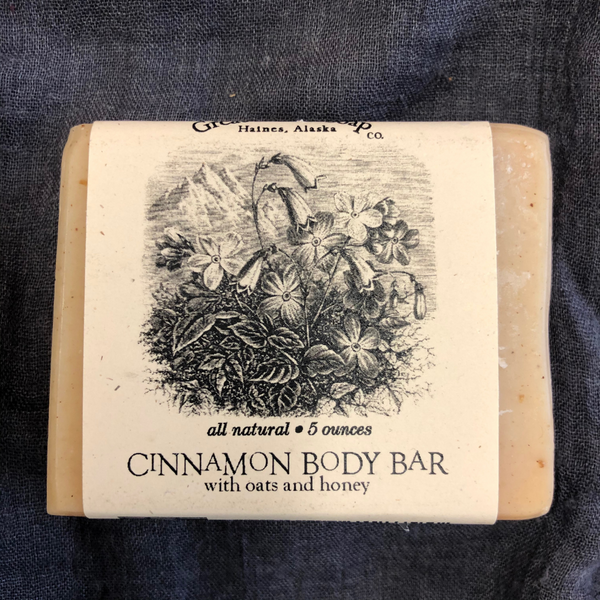 Haines, Alaska
co.
all natural • 5 ounces
CINNAMON BODY BAR
with oats and honey